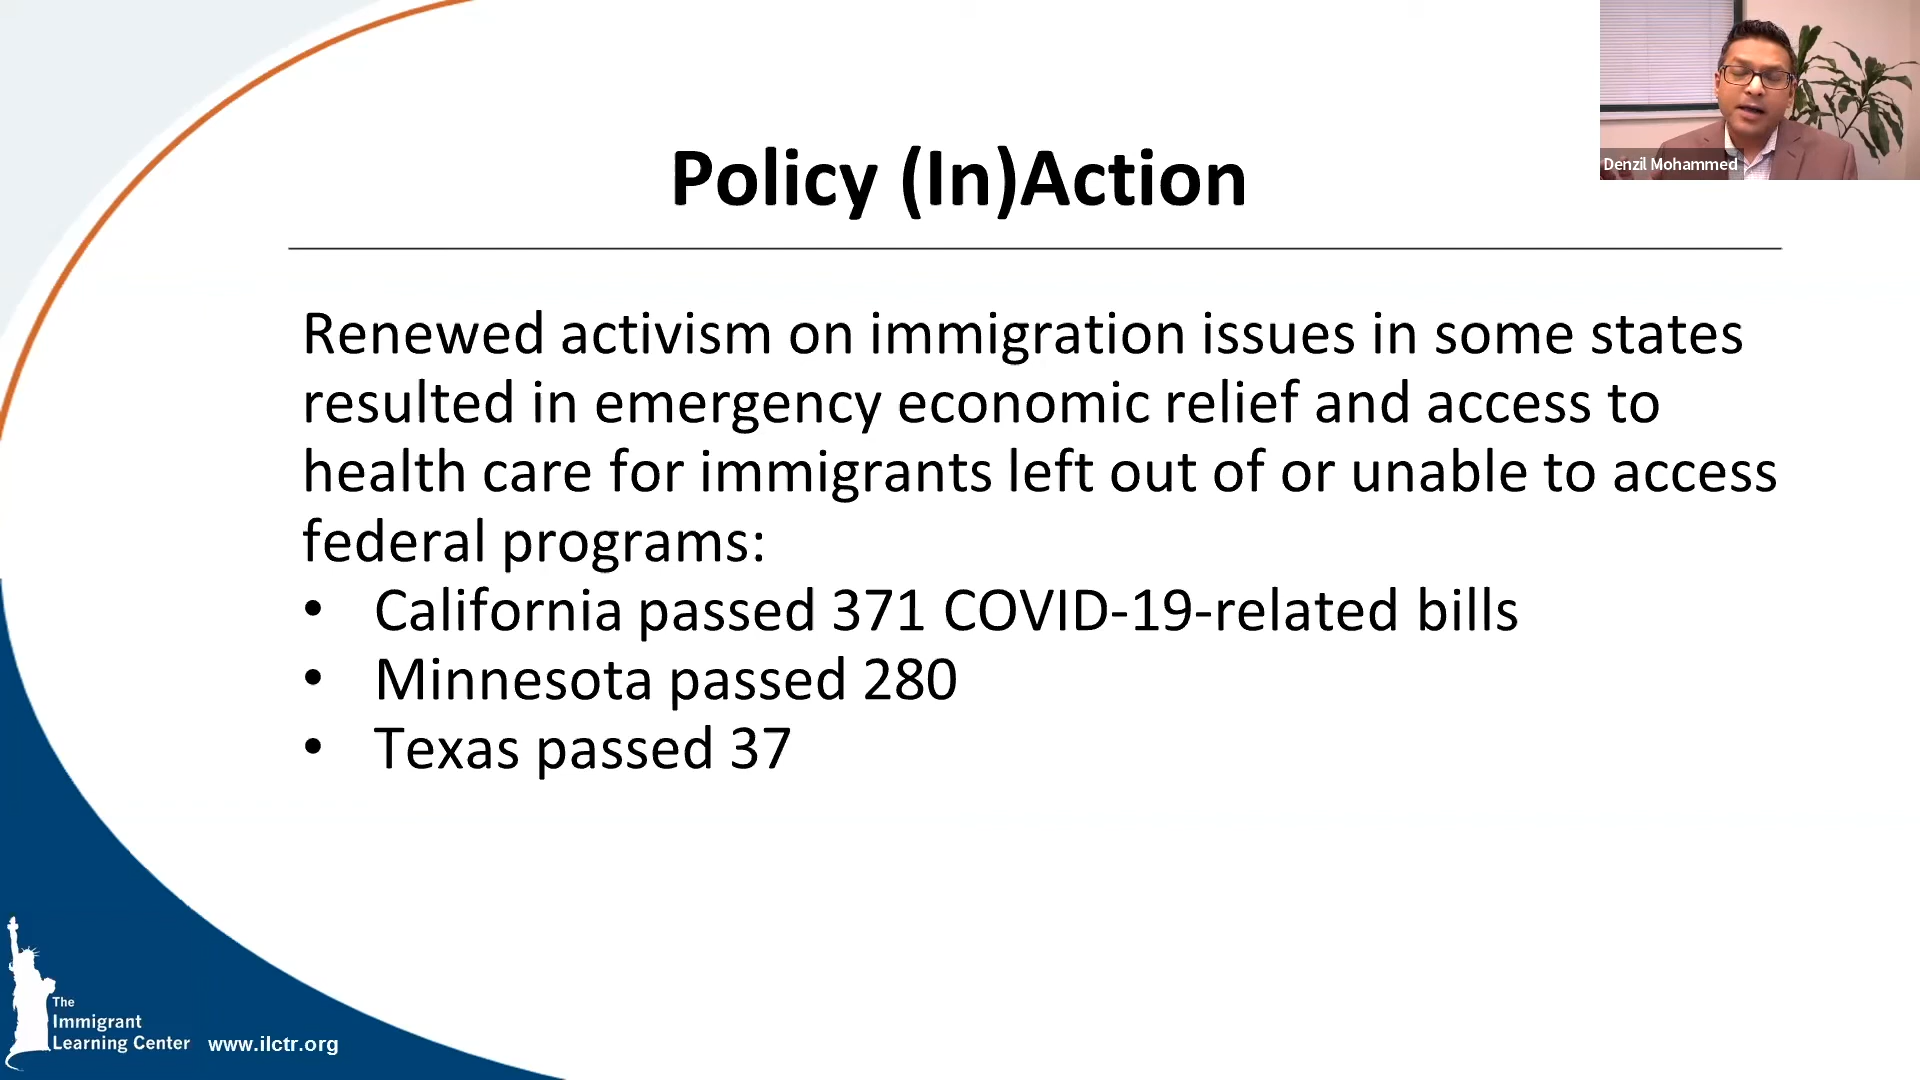 Policy (In)Action
Denzil Mohammed
Renewed activism on immigration issues in some states
resulted in emergency economic relief and access to
health care for immigrants left out of or unable to access
federal programs:
• California passed 371 COVID-19-related bills
• Minnesota passed 280
• Texas passed 37
The
Immigrant
Learning Center
www.ilctr.org